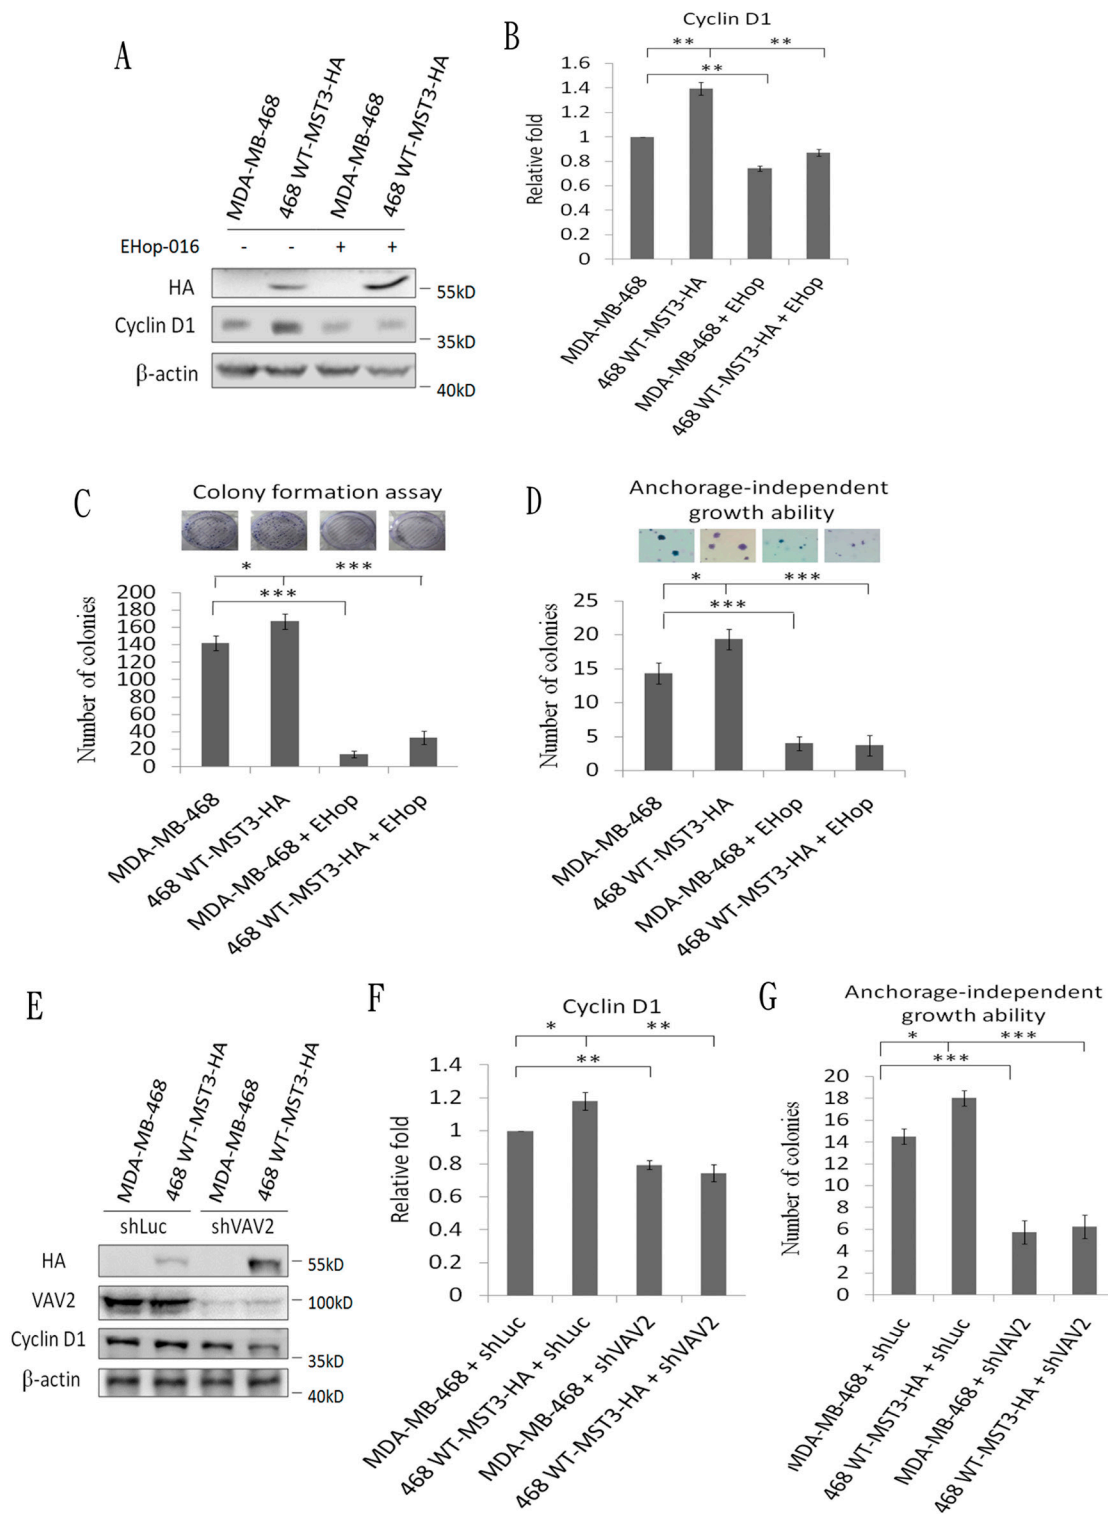 A
MDA-MB-468
468 WT-MST3-HA
MDA-MB-468
468 WT-MST3-HA
EHop-016 - - + +
HA
55kD
Cyclin D1
35kD
β-actin
40kD
B
Cyclin D1
** **
**
Relative fold
1.6
1.4
1.2
1
0.8
0.6
0.4
0.2
0
MDA-MB-468
468 WT-MST3-HA
MDA-MB-468 + EHop
468 WT-MST3-HA + EHop
C
Colony formation assay
* ***
***
Number of colonies
200
180
160
140
120
100
80
60
40
20
0
MDA-MB-468
468 WT-MST3-HA
MDA-MB-468 + EHop
468 WT-MST3-HA + EHop
D
Anchorage-independent
growth ability
* ***
***
Number of colonies
25
20
15
10
5
0
MDA-MB-468
468 WT-MST3-HA
MDA-MB-468 + EHop
468 WT-MST3-HA + EHop
E
MDA-MB-468
468 WT-MST3-HA
MDA-MB-468
468 WT-MST3-HA
shLuc shVAV2
HA
55kD
VAV2
100kD
Cyclin D1
35kD
β-actin
40kD
F
Cyclin D1
* **
**
Relative fold
1.4
1.2
1
0.8
0.6
0.4
0.2
0
MDA-MB-468 + shLuc
468 WT-MST3-HA + shLuc
MDA-MB-468 + shVAV2
468 WT-MST3-HA + shVAV2
G
Anchorage-independent
growth ability
* ***
***
Number of colonies
20
18
16
14
12
10
8
6
4
2
0
MDA-MB-468 + shLuc
468 WT-MST3-HA + shLuc
MDA-MB-468 + shVAV2
468 WT-MST3-HA + shVAV2